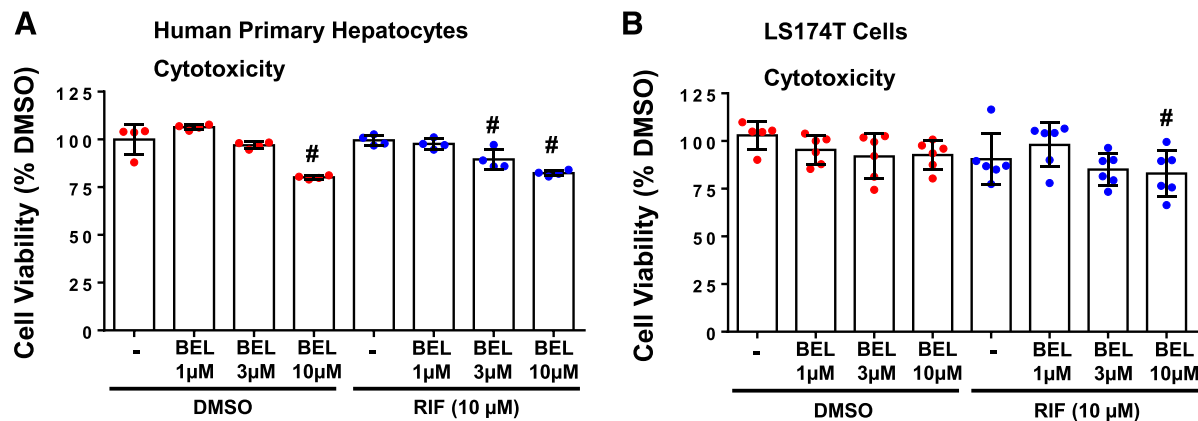 A
Human Primary Hepatocytes
Cytotoxicity
Cell Viability (% DMSO)
125
100
75
50
25
0
#
#
#
- BEL BEL BEL - BEL BEL BEL
1µM 3µM 10µM 1µM 3µM 10µM
DMSO RIF (10 µM)
B
LS174T Cells
Cytotoxicity
Cell Viability (% DMSO)
125
100
75
50
25
0
#
- BEL BEL BEL - BEL BEL BEL
1µM 3µM 10µM 1µM 3µM 10µM
DMSO RIF (10 µM)